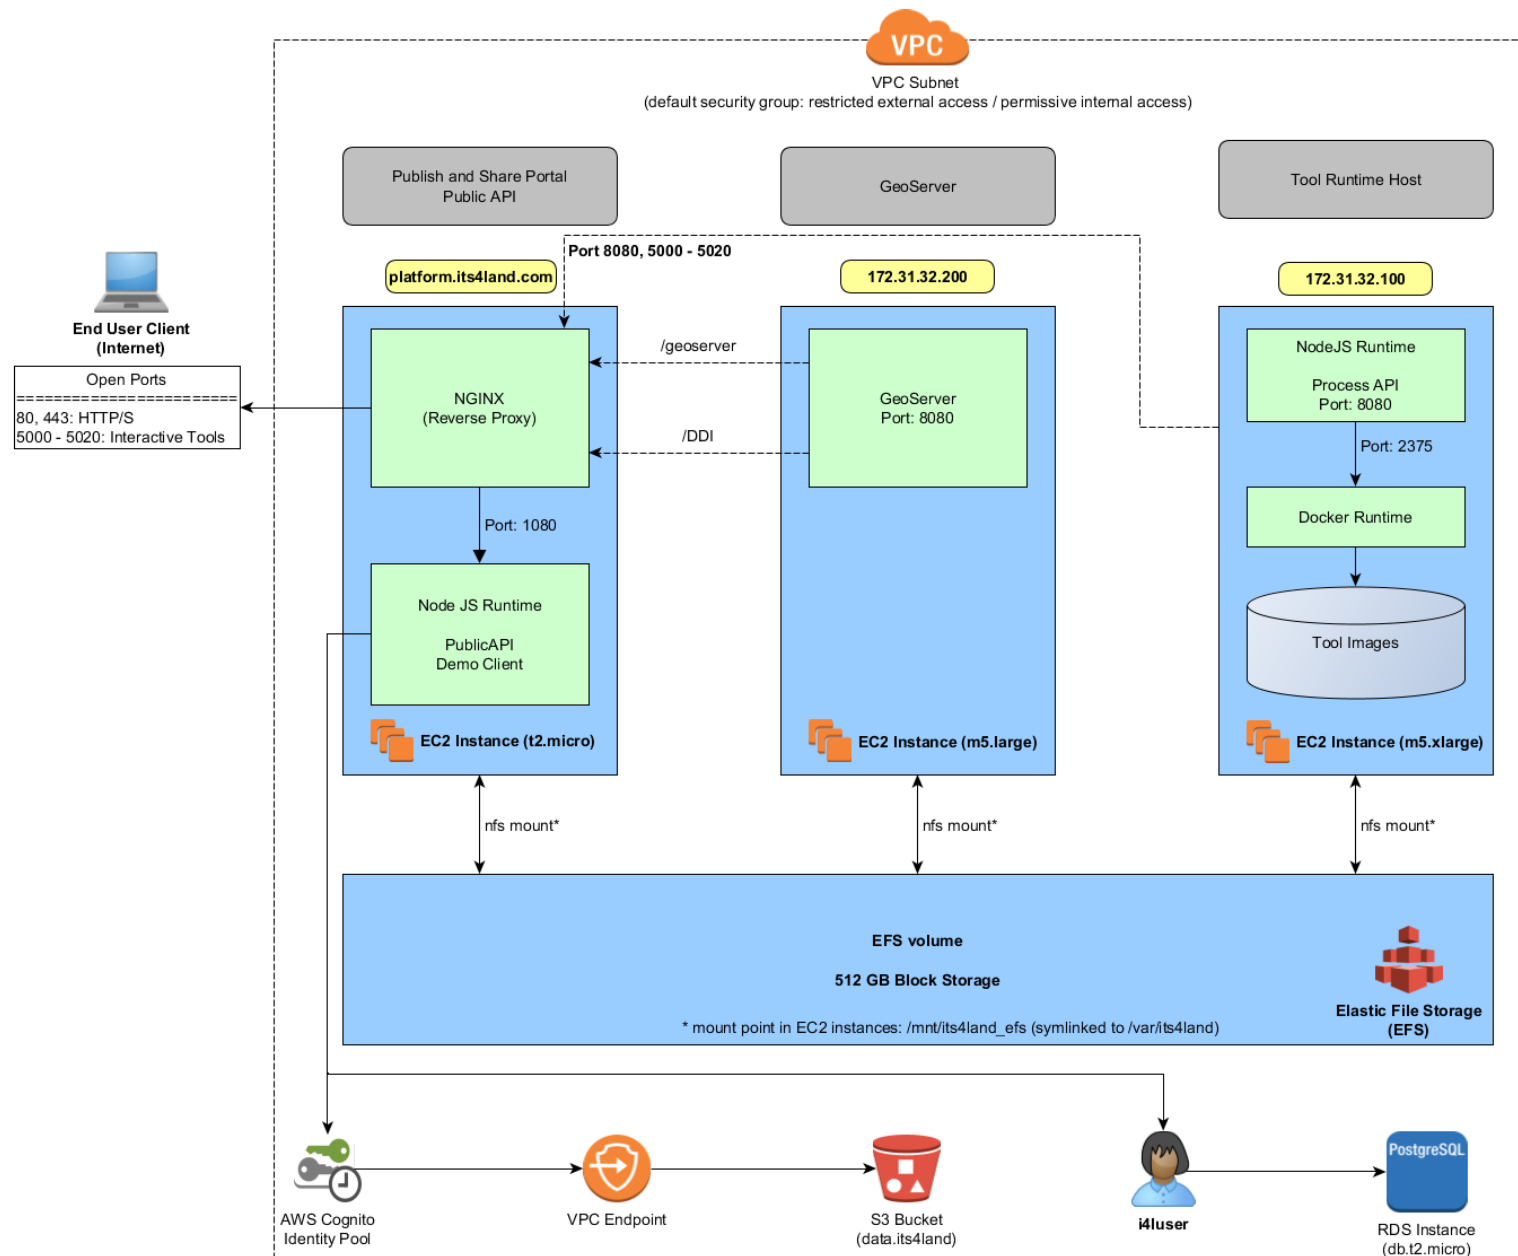 VPC
VPC Subnet
(default security group: restricted external access / permissive internal access)
Publish and Share Portal
Public API
GeoServer
Tool Runtime Host
Port 8080, 5000 - 5020
platform.its4land.com
172.31.32.200
172.31.32.100
End User Client
(Internet)
Open Ports
=========================
80, 443: HTTP/S
5000 - 5020: Interactive Tools
NGINX
(Reverse Proxy)
/geoserver
/DDI
GeoServer
Port: 8080
NodeJS Runtime
Process API
Port: 8080
Port: 2375
Docker Runtime
Tool Images
Port: 1080
Node JS Runtime
PublicAPI
Demo Client
EC2 Instance (t2.micro)
EC2 Instance (m5.large)
EC2 Instance (m5.xlarge)
nfs mount*
nfs mount*
nfs mount*
EFS volume
512 GB Block Storage
* mount point in EC2 instances: /mnt/its4land_efs (symlinked to /var/its4land)
Elastic File Storage
(EFS)
AWS Cognito
Identity Pool
VPC Endpoint
S3 Bucket
(data.its4land)
i4luser
PostgreSQL
RDS Instance
(db.t2.micro)